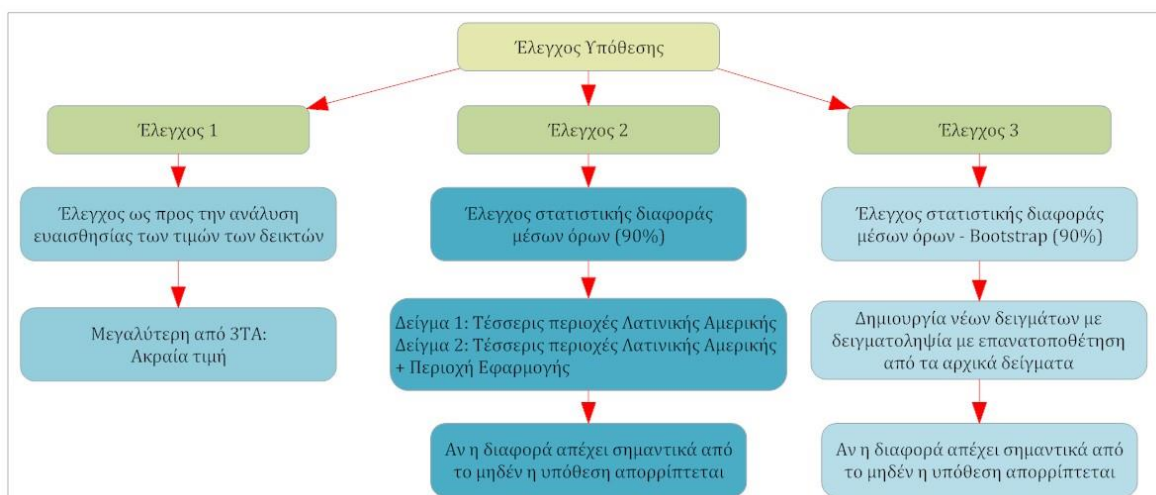 Έλεγχος Υπόθεσης
Έλεγχος 1
Έλεγχος ως προς την ανάλυση
ευαισθησίας των τιμών των δεικτών
Μεγαλύτερη από 3ΤΑ:
Ακραία τιμή
Έλεγχος 2
Έλεγχος στατιστικής διαφοράς
μέσων όρων (90%)
Δείγμα 1: Τέσσερις περιοχές Λατινικής Αμερικής
Δείγμα 2: Τέσσερις περιοχές Λατινικής Αμερικής
+ Περιοχή Εφαρμογής
Αν η διαφορά απέχει σημαντικά από
το μηδέν η υπόθεση απορρίπτεται
Έλεγχος 3
Έλεγχος στατιστικής διαφοράς
μέσων όρων - Bootstrap (90%)
Δημιουργία νέων δειγμάτων με
δειγματοληψία με επανατοποθέτηση
από τα αρχικά δείγματα
Αν η διαφορά απέχει σημαντικά από
το μηδέν η υπόθεση απορρίπτεται